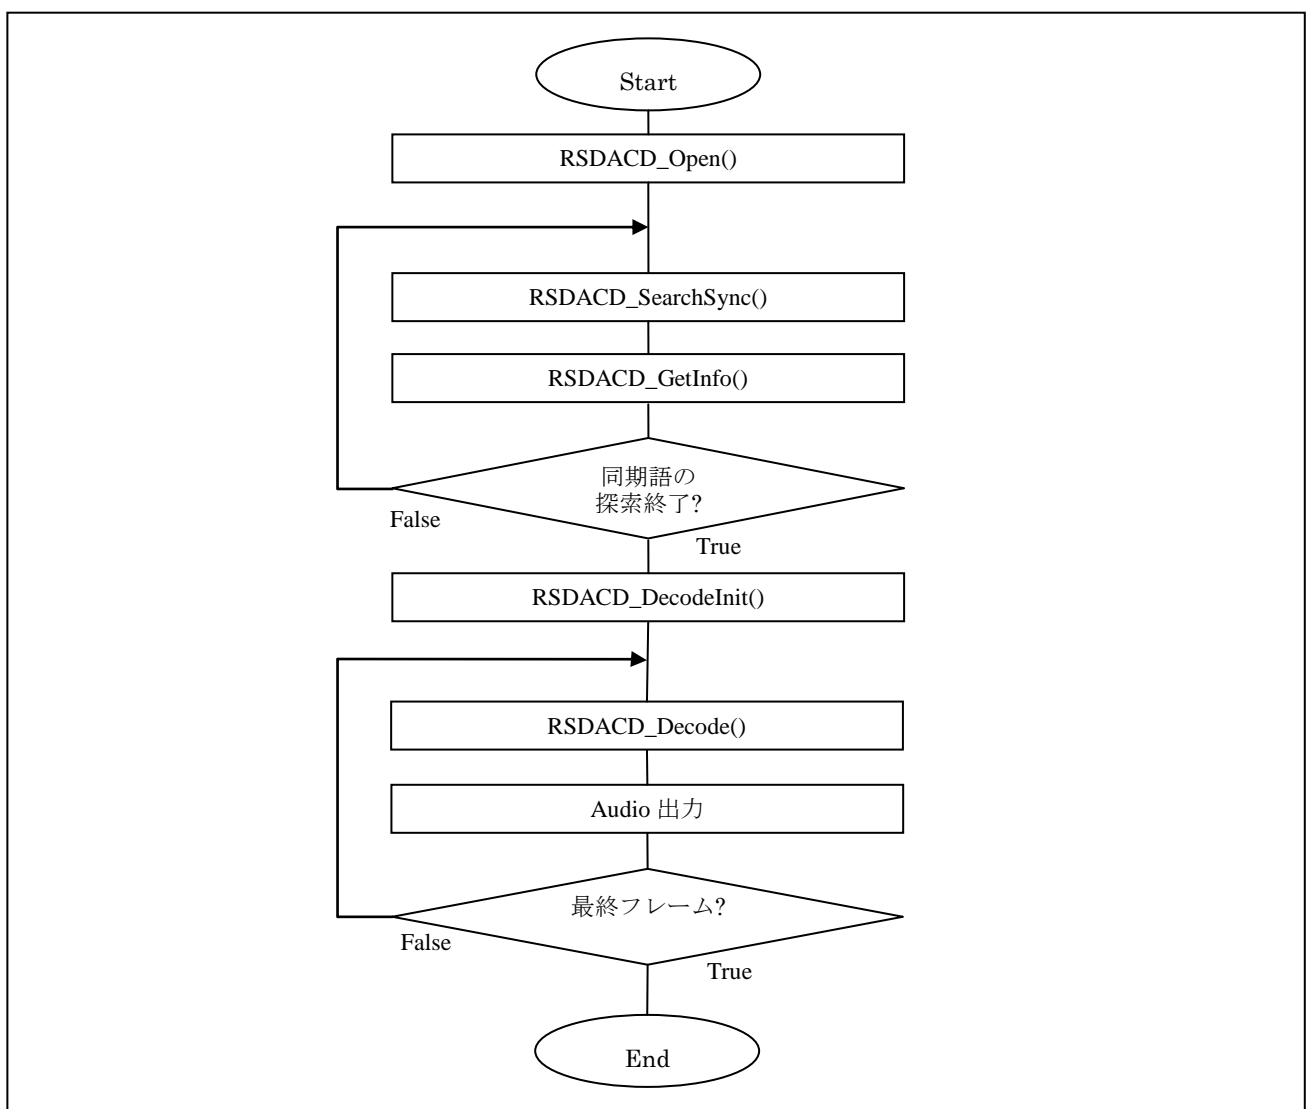 Start
RSDACD_Open()
RSDACD_SearchSync()
RSDACD_GetInfo()
同期語の
探索終了?
False
True
RSDACD_DecodeInit()
RSDACD_Decode()
Audio 出力
最終フレーム?
False
True
End